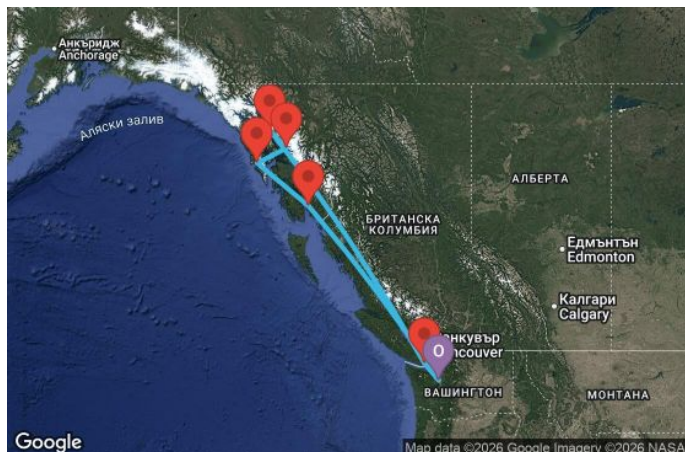 Анкъридж
Anchorage
Аляски залив
АЛБЕРТА
БРИТАНСКА
КОЛУМБИЯ
Едмънтън
Edmonton
Калгари
Calgary
нкувър
ncouver
O
ВАШИНГТОН
МОНТАНА
Google
Map data ©2026 Google Imagery ©2026 NASA